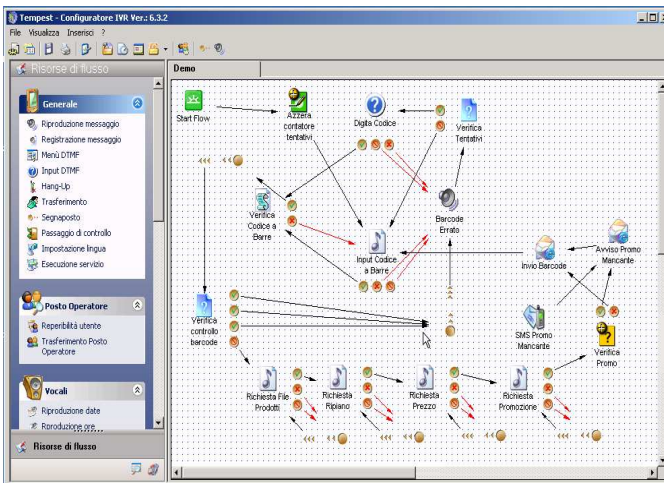 Tempest - Configuratore IVR Ver.: 6.3.2
File Visualizza Inserisci ?
Risorse di flusso
Generale
Riproduzione messaggio
Registrazione messaggio
Menù DTMF
Input DTMF
Hang-Up
Trasferimento
Segnaposto
Passaggio di controllo
Impostazione lingua
Esecuzione servizio
Posto Operatore
Reperibilità utente
Trasferimento Posto
Operatore
Vocali
Riproduzione date
Riproduzione ore
Risorse di flusso
Demo
Start Flow
Azzera
contatore
tentativi
Digita Codice
Verifica
Tentativi
Verifica
Codice a
Barre
Input Codice
a Barre
Barcode
Errato
Invio Barcode
Avviso Promo
Mancante
Verifica
controllo
barcode
SMS Promo
Mancante
Verifica
Promo
Richiesta File
Prodotti
Richiesta
Ripiano
Richiesta
Prezzo
Richiesta
Promozione